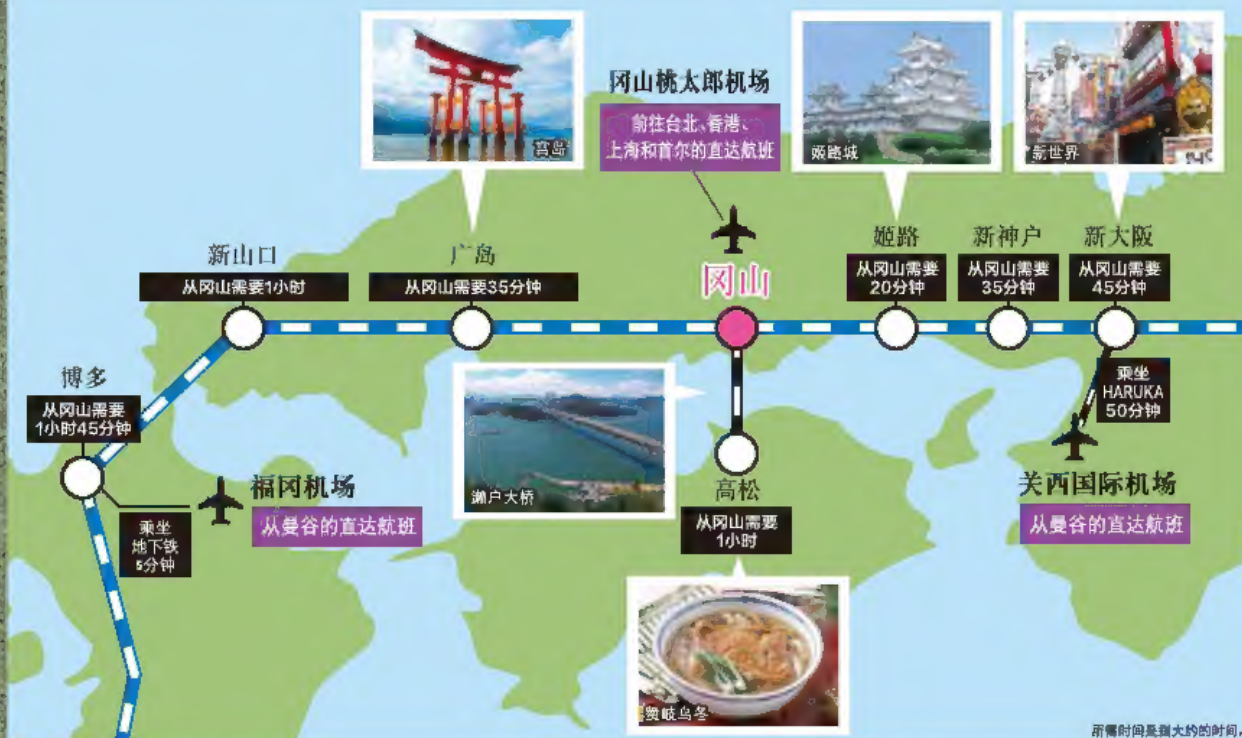 宫岛
冈山桃太郎机场
前往台北、香港、
上海和首尔的直达航班
姬路城
新世界
新山口
从冈山需要1小时
广岛
从冈山需要35分钟
冈山
姬路
从冈山需要
20分钟
新神户
从冈山需要
35分钟
新大阪
从冈山需要
45分钟
博多
从冈山需要
1小时45分钟
乘坐
地下铁
5分钟
福冈机场
从曼谷的直达航班
濑户大桥
高松
从冈山需要
1小时
赞岐乌冬
乘坐
HARUKA
50分钟
关西国际机场
从曼谷的直达航班
所需时间是大约的时间，